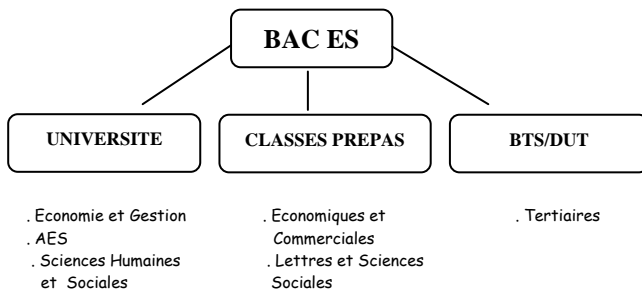 BAC ES
UNIVERSITE
CLASSES PREPAS
BTS/DUT
. Economie et Gestion
. AES
. Sciences Humaines
et Sociales
. Economiques et
Commerciales
. Lettres et Sciences
Sociales
. Tertiaires